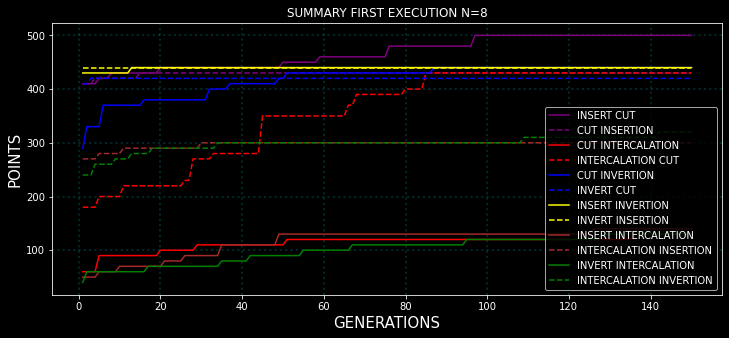 SUMMARY FIRST EXECUTION N=8
POINTS
500
400
300
200
100
INSERT CUT
CUT INSERTION
CUT INTERCALATION
INTERCALATION CUT
CUT INVERTION
INVERT CUT
INSERT INVERTION
INVERT INSERTION
INSERT INTERCALATION
INTERCALATION INSERTION
INVERT INTERCALATION
INTERCALATION INVERTION
0 20 40 60 80 100 120 140
GENERATIONS